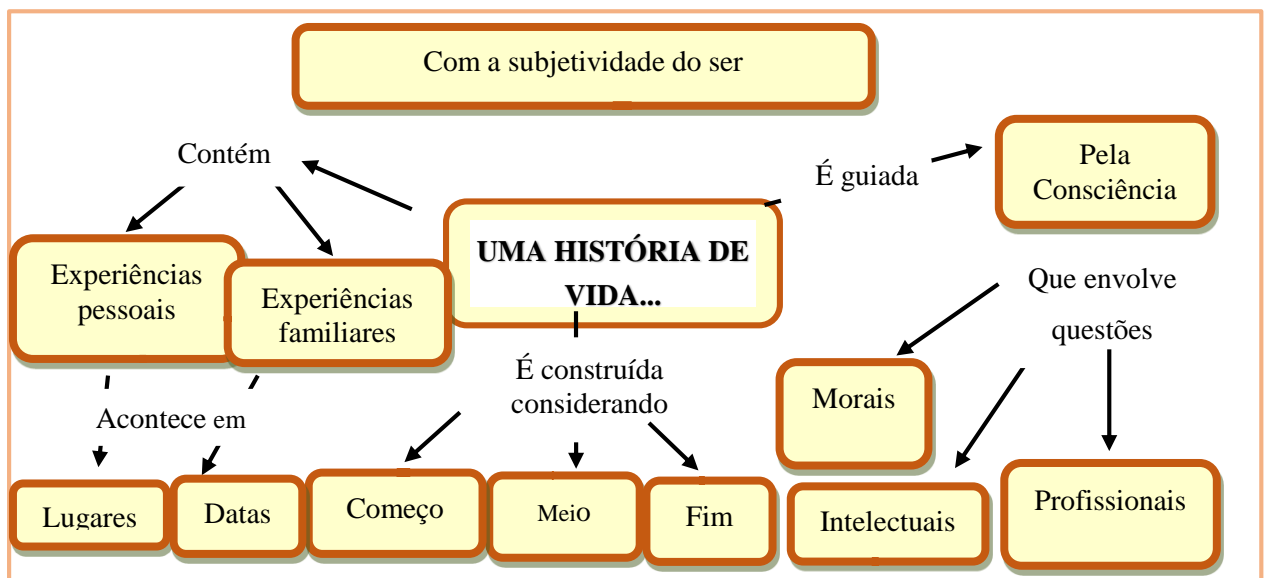 Com a subjetividade do ser
Contém
É guiada
Pela
Consciência
UMA HISTÓRIA DE
VIDA...
Experiências
pessoais
Experiências
familiares
Que envolve
questões
É construída
considerando
Morais
Acontece em
Lugares
Datas
Começo
Meio
Fim
Intelectuais
Profissionais